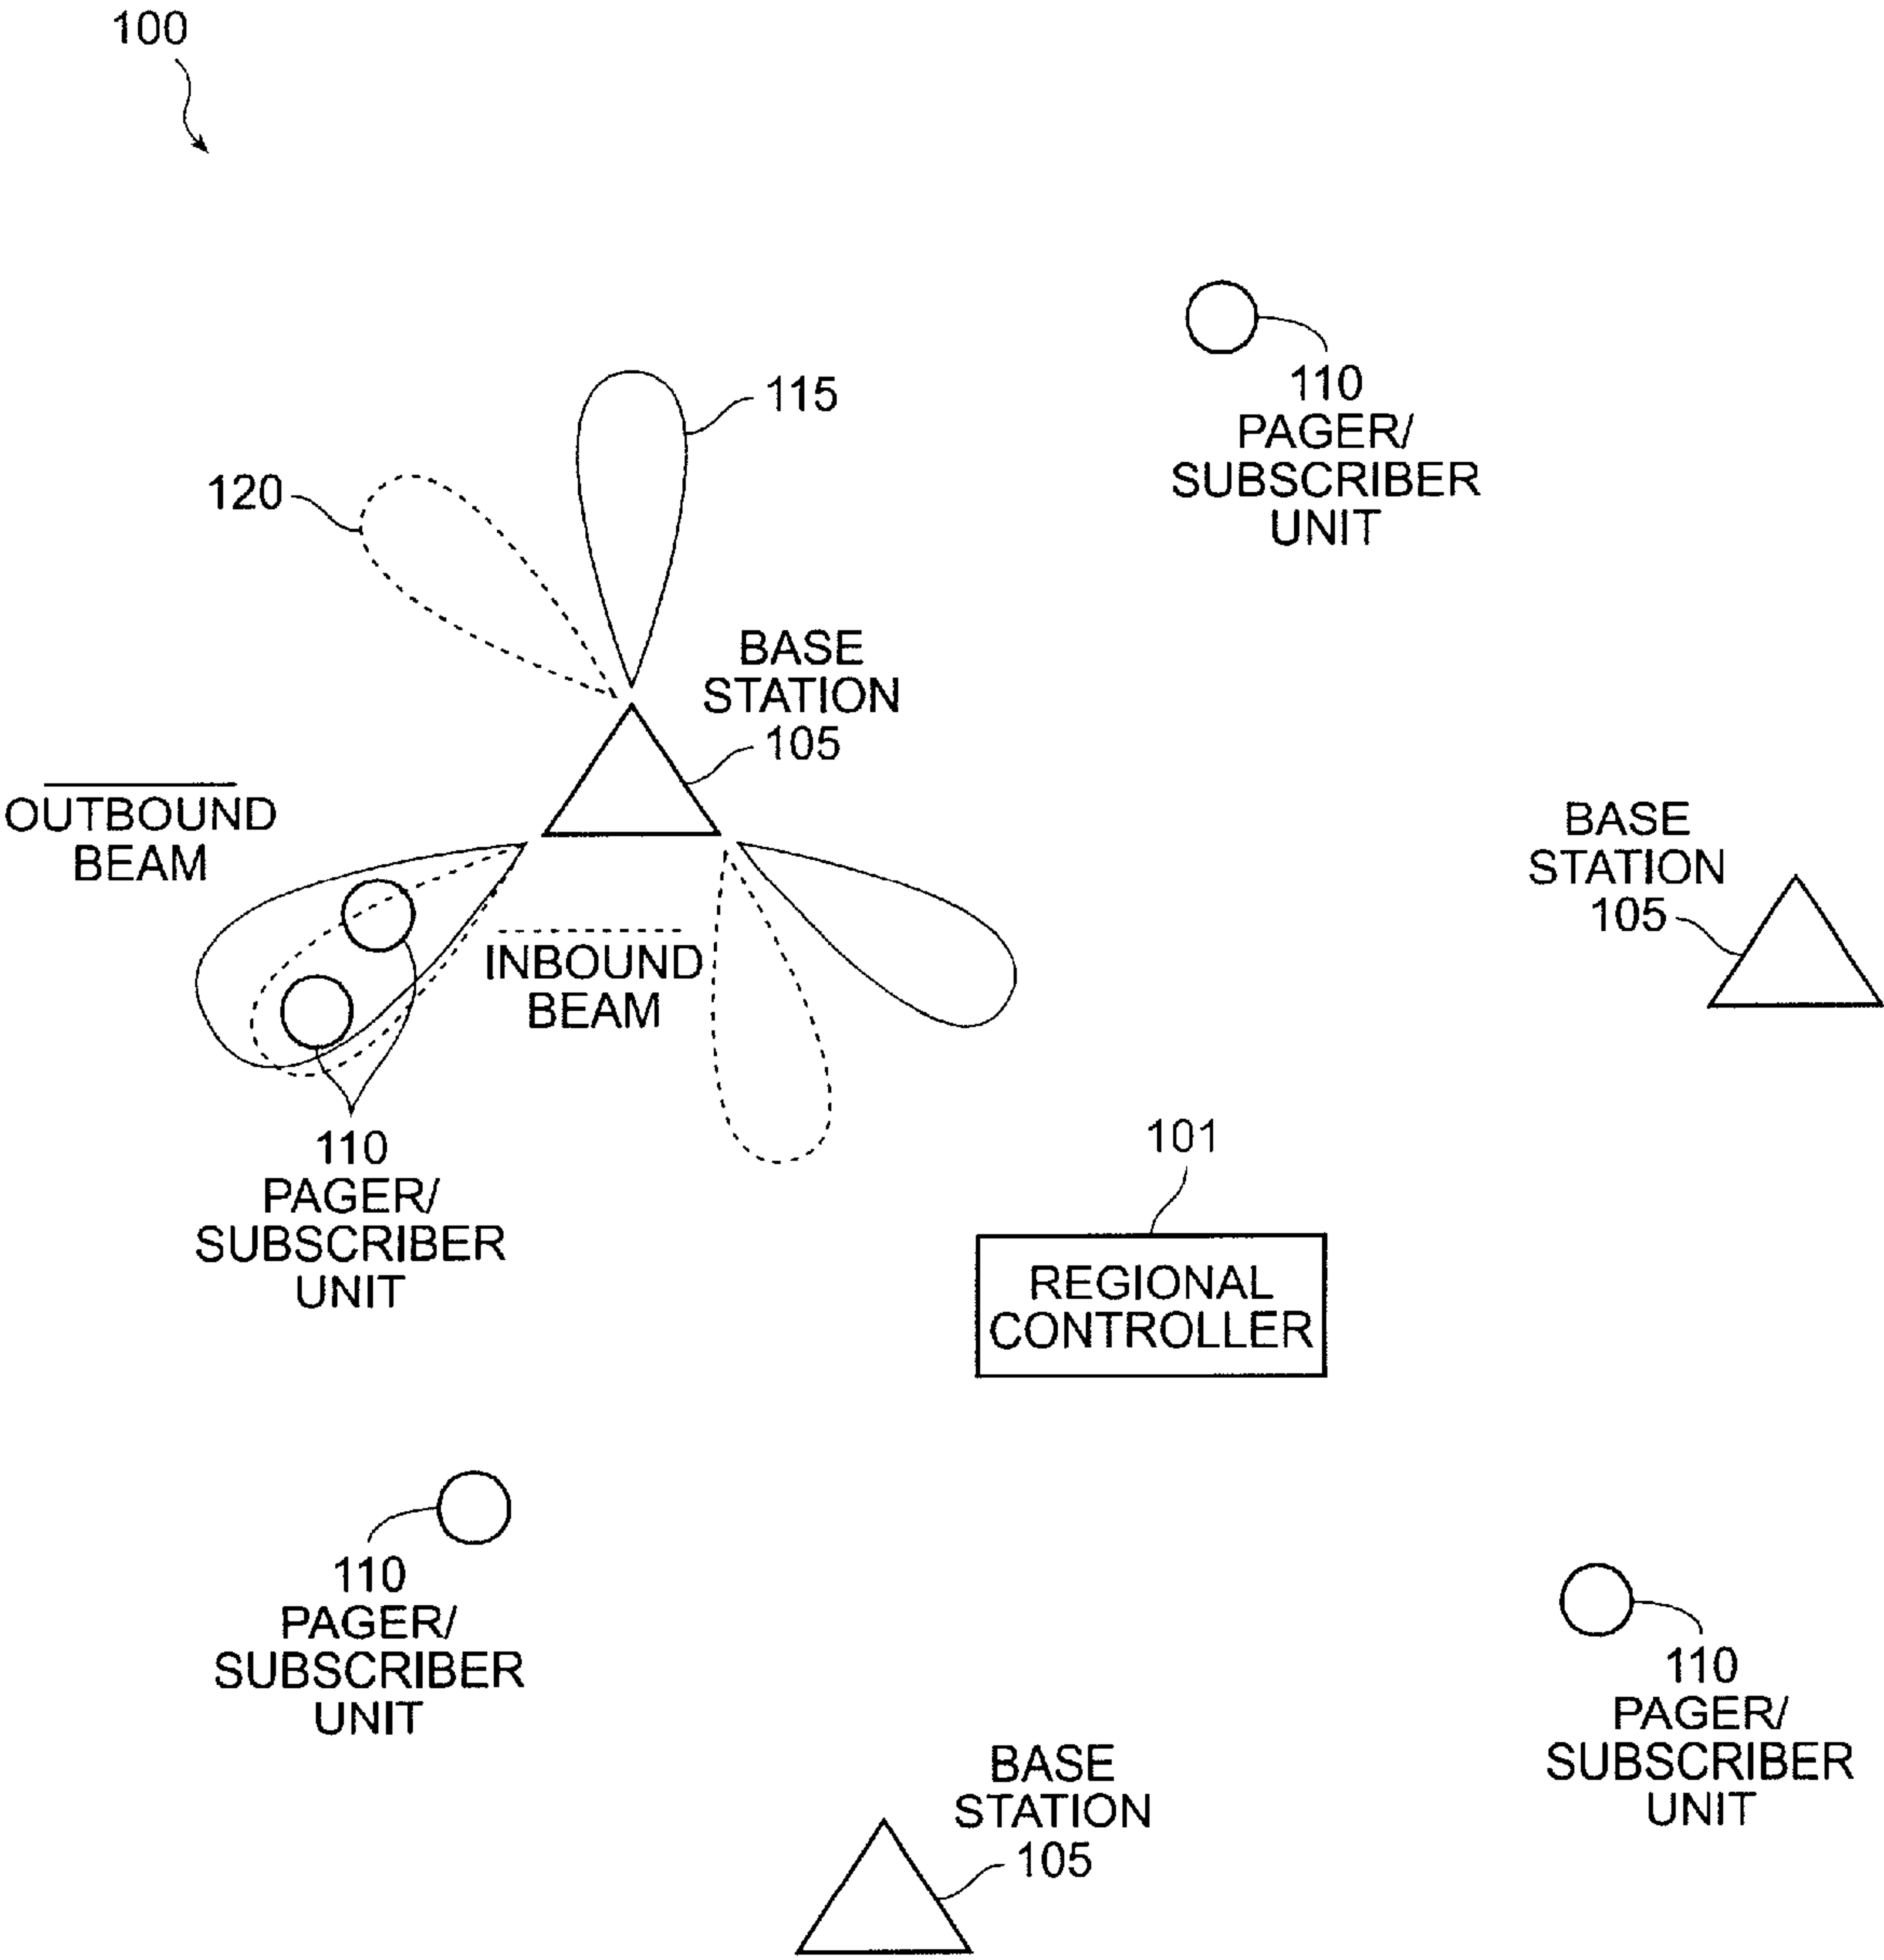 100
110
PAGER/
SUBSCRIBER
UNIT
115
120
BASE
STATION
105
OUTBOUND
BEAM
BASE
STATION
105
INBOUND
BEAM
110
PAGER/
SUBSCRIBER
UNIT
101
REGIONAL
CONTROLLER
110
PAGER/
SUBSCRIBER
UNIT
110
PAGER/
SUBSCRIBER
UNIT
BASE
STATION
105